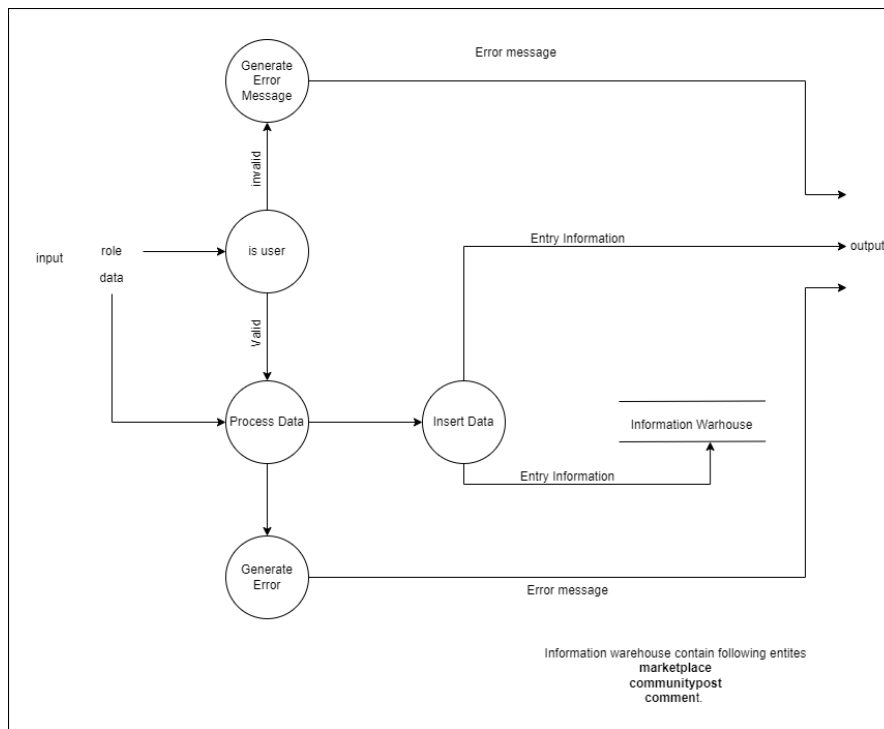 Generate
Error
Message
Error message
invalid
input
role
data
is user
Entry Information
output
Valid
Process Data
Insert Data
Information Warhouse
Entry Information
Generate
Error
Error message
Information warehouse contain following entites
marketplace
communitypost
comment.